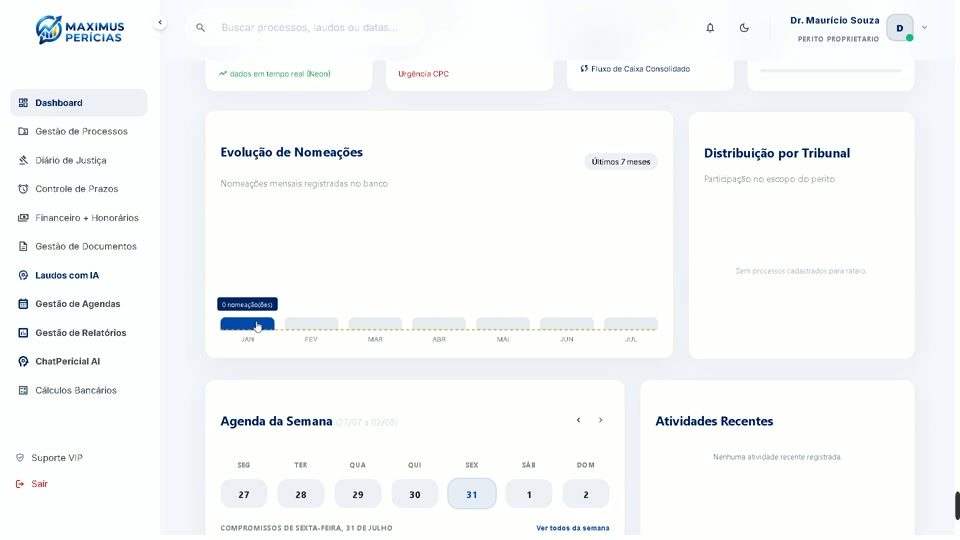 MAXIMUS
PERÍCIAS
Buscar processos, laudos ou datas...
Dr. Maurício Souza
PERITO PROPRIETARIO
D
Dashboard
Gestão de Processos
Diário de Justiça
Controle de Prazos
Financeiro + Honorários
Gestão de Documentos
Laudos com IA
Gestão de Agendas
Gestão de Relatórios
ChatPericial AI
Cálculos Bancários
Suporte VIP
Sair
dados em tempo real (Neon)
Urgência CPC
Fluxo de Caixa Consolidado
Evolução de Nomeações
Últimos 7 meses
Nomeações mensais registradas no banco
0 nomeação(ões)
JAN FEV MAR ABR MAI JUN JUL
Distribuição por Tribunal
Participação no escopo do perito
Sem processos cadastrados para rateio.
Agenda da Semana (27/07 a 02/08)
SEG TER QUA QUI SEX SÁB DOM
27 28 29 30 31 1 2
COMPROMISSOS DE SEXTA-FEIRA, 31 DE JULHO
Ver todos da semana
Atividades Recentes
Nenhuma atividade recente registrada.